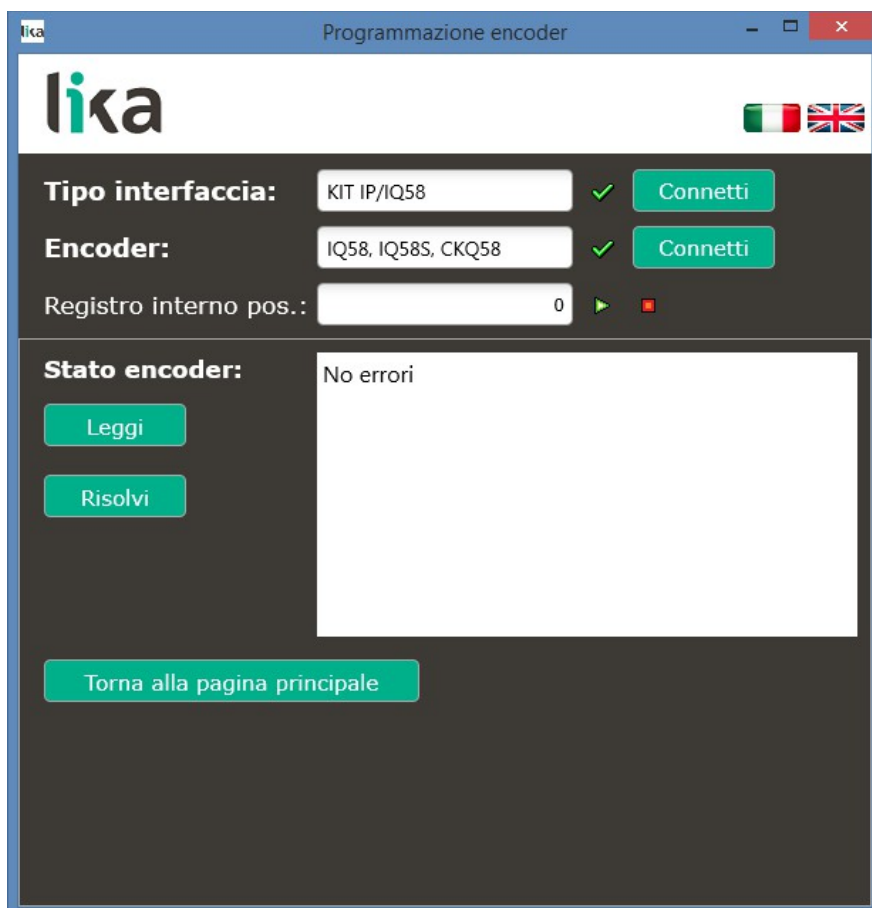 lika Programmazione encoder
lika
Tipo interfaccia: KIT IP/IQ58 Connetti
Encoder: IQ58, IQ58S, CKQ58 Connetti
Registro interno pos.: 0
Stato encoder: No errori
Leggi
Risolvi
Torna alla pagina principale